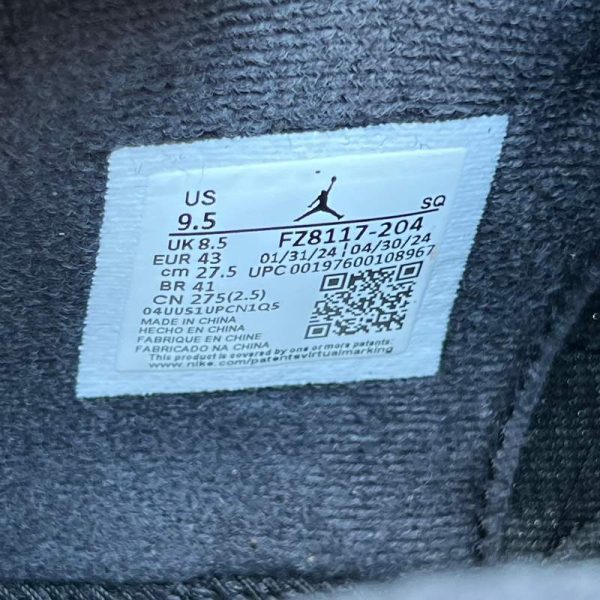 US
9.5
SQ
UK 8.5
FZ8117-204
EUR 43
01/31/24 | 04/30/24
cm 27.5
UPC 00197600108967
BR 41
CN 275(2.5)
04UUS1UPCN1Q5
MADE IN CHINA
HECHO EN CHINA
FABRIQUE EN CHINE
FABRICADO NA CHINA
This product is covered by one or more patents.
www.nike.com/patentsvirtualmarking